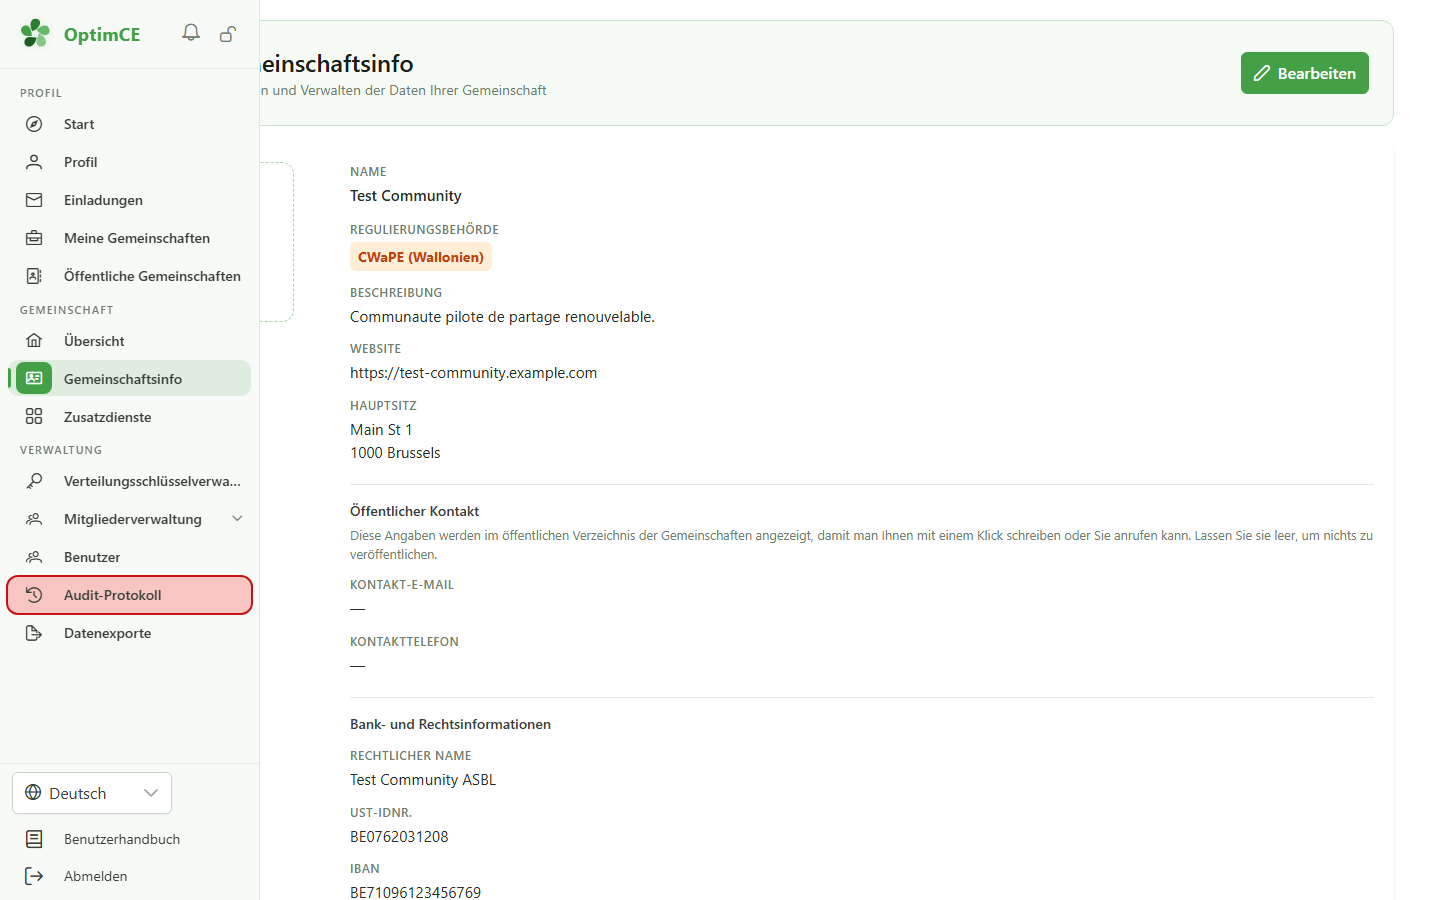 OptimCE
PROFIL
Start
Profil
Einladungen
Meine Gemeinschaften
Öffentliche Gemeinschaften
GEMEINSCHAFT
Übersicht
Gemeinschaftsinfo
Zusatzdienste
VERWALTUNG
Verteilungsschlüsselverwa...
Mitgliederverwaltung
Benutzer
Audit-Protokoll
Datenexporte
Deutsch
Benutzerhandbuch
Abmelden
einschaftsinfo
n und Verwalten der Daten Ihrer Gemeinschaft
Bearbeiten
NAME
Test Community
REGULIERUNGSBEHÖRDE
CWaPE (Wallonien)
BESCHREIBUNG
Communaute pilote de partage renouvelable.
WEBSITE
https://test-community.example.com
HAUPTSITZ
Main St 1
1000 Brussels
Öffentlicher Kontakt
Diese Angaben werden im öffentlichen Verzeichnis der Gemeinschaften angezeigt, damit man Ihnen mit einem Klick schreiben oder Sie anrufen kann. Lassen Sie sie leer, um nichts zu
veröffentlichen.
KONTAKT-E-MAIL
—
KONTAKTTELEFON
—
Bank- und Rechtsinformationen
RECHTLICHER NAME
Test Community ASBL
UST-IDNR.
BE0762031208
IBAN
BE71096123456769